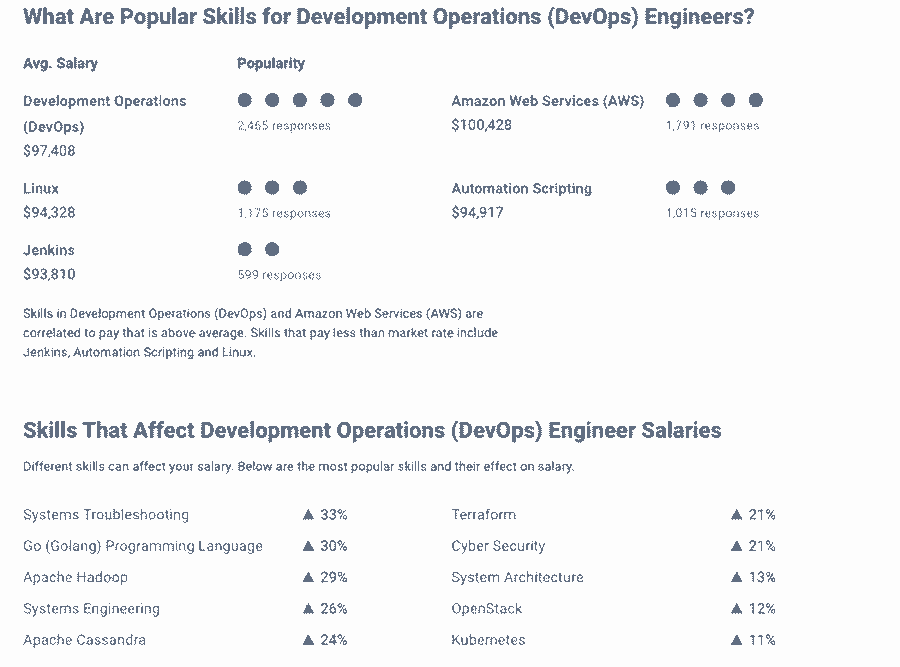 What Are Popular Skills for Development Operations (DevOps) Engineers?
Avg. Salary Popularity
Development Operations (DevOps)
$97,408
2,465 responses
Amazon Web Services (AWS)
$100,428
1,791 responses
Linux
$94,328
1,175 responses
Automation Scripting
$94,917
1,015 responses
Jenkins
$93,810
599 responses
Skills in Development Operations (DevOps) and Amazon Web Services (AWS) are
correlated to pay that is above average. Skills that pay less than market rate include
Jenkins, Automation Scripting and Linux.
Skills That Affect Development Operations (DevOps) Engineer Salaries
Different skills can affect your salary. Below are the most popular skills and their effect on salary.
Systems Troubleshooting ▲ 33%
Go (Golang) Programming Language ▲ 30%
Apache Hadoop ▲ 29%
Systems Engineering ▲ 26%
Apache Cassandra ▲ 24%
Terraform ▲ 21%
Cyber Security ▲ 21%
System Architecture ▲ 13%
OpenStack ▲ 12%
Kubernetes ▲ 11%